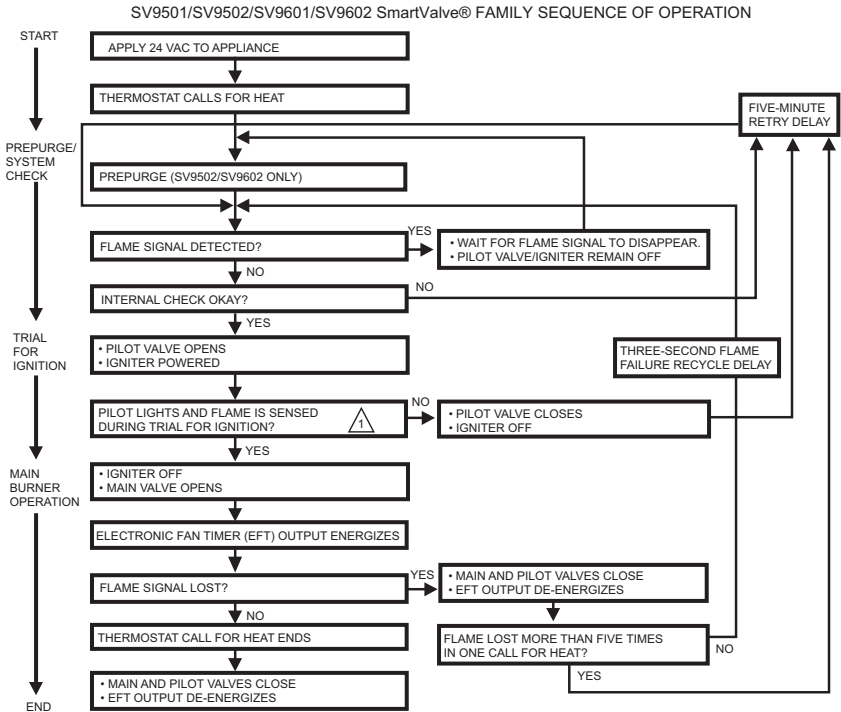 SV9501/SV9502/SV9601/SV9602 SmartValve® FAMILY SEQUENCE OF OPERATION
START
APPLY 24 VAC TO APPLIANCE
THERMOSTAT CALLS FOR HEAT
FIVE-MINUTE
RETRY DELAY
PREPURGE/
SYSTEM
CHECK
PREPURGE (SV9502/SV9602 ONLY)
FLAME SIGNAL DETECTED?
YES
• WAIT FOR FLAME SIGNAL TO DISAPPEAR.
• PILOT VALVE/IGNITER REMAIN OFF
NO
INTERNAL CHECK OKAY?
NO
YES
TRIAL
FOR
IGNITION
• PILOT VALVE OPENS
• IGNITER POWERED
THREE-SECOND FLAME
FAILURE RECYCLE DELAY
PILOT LIGHTS AND FLAME IS SENSED
DURING TRIAL FOR IGNITION?
1
NO
• PILOT VALVE CLOSES
• IGNITER OFF
YES
MAIN
BURNER
OPERATION
• IGNITER OFF
• MAIN VALVE OPENS
ELECTRONIC FAN TIMER (EFT) OUTPUT ENERGIZES
FLAME SIGNAL LOST?
YES
• MAIN AND PILOT VALVES CLOSE
• EFT OUTPUT DE-ENERGIZES
NO
THERMOSTAT CALL FOR HEAT ENDS
FLAME LOST MORE THAN FIVE TIMES
IN ONE CALL FOR HEAT?
NO
YES
• MAIN AND PILOT VALVES CLOSE
• EFT OUTPUT DE-ENERGIZES
END